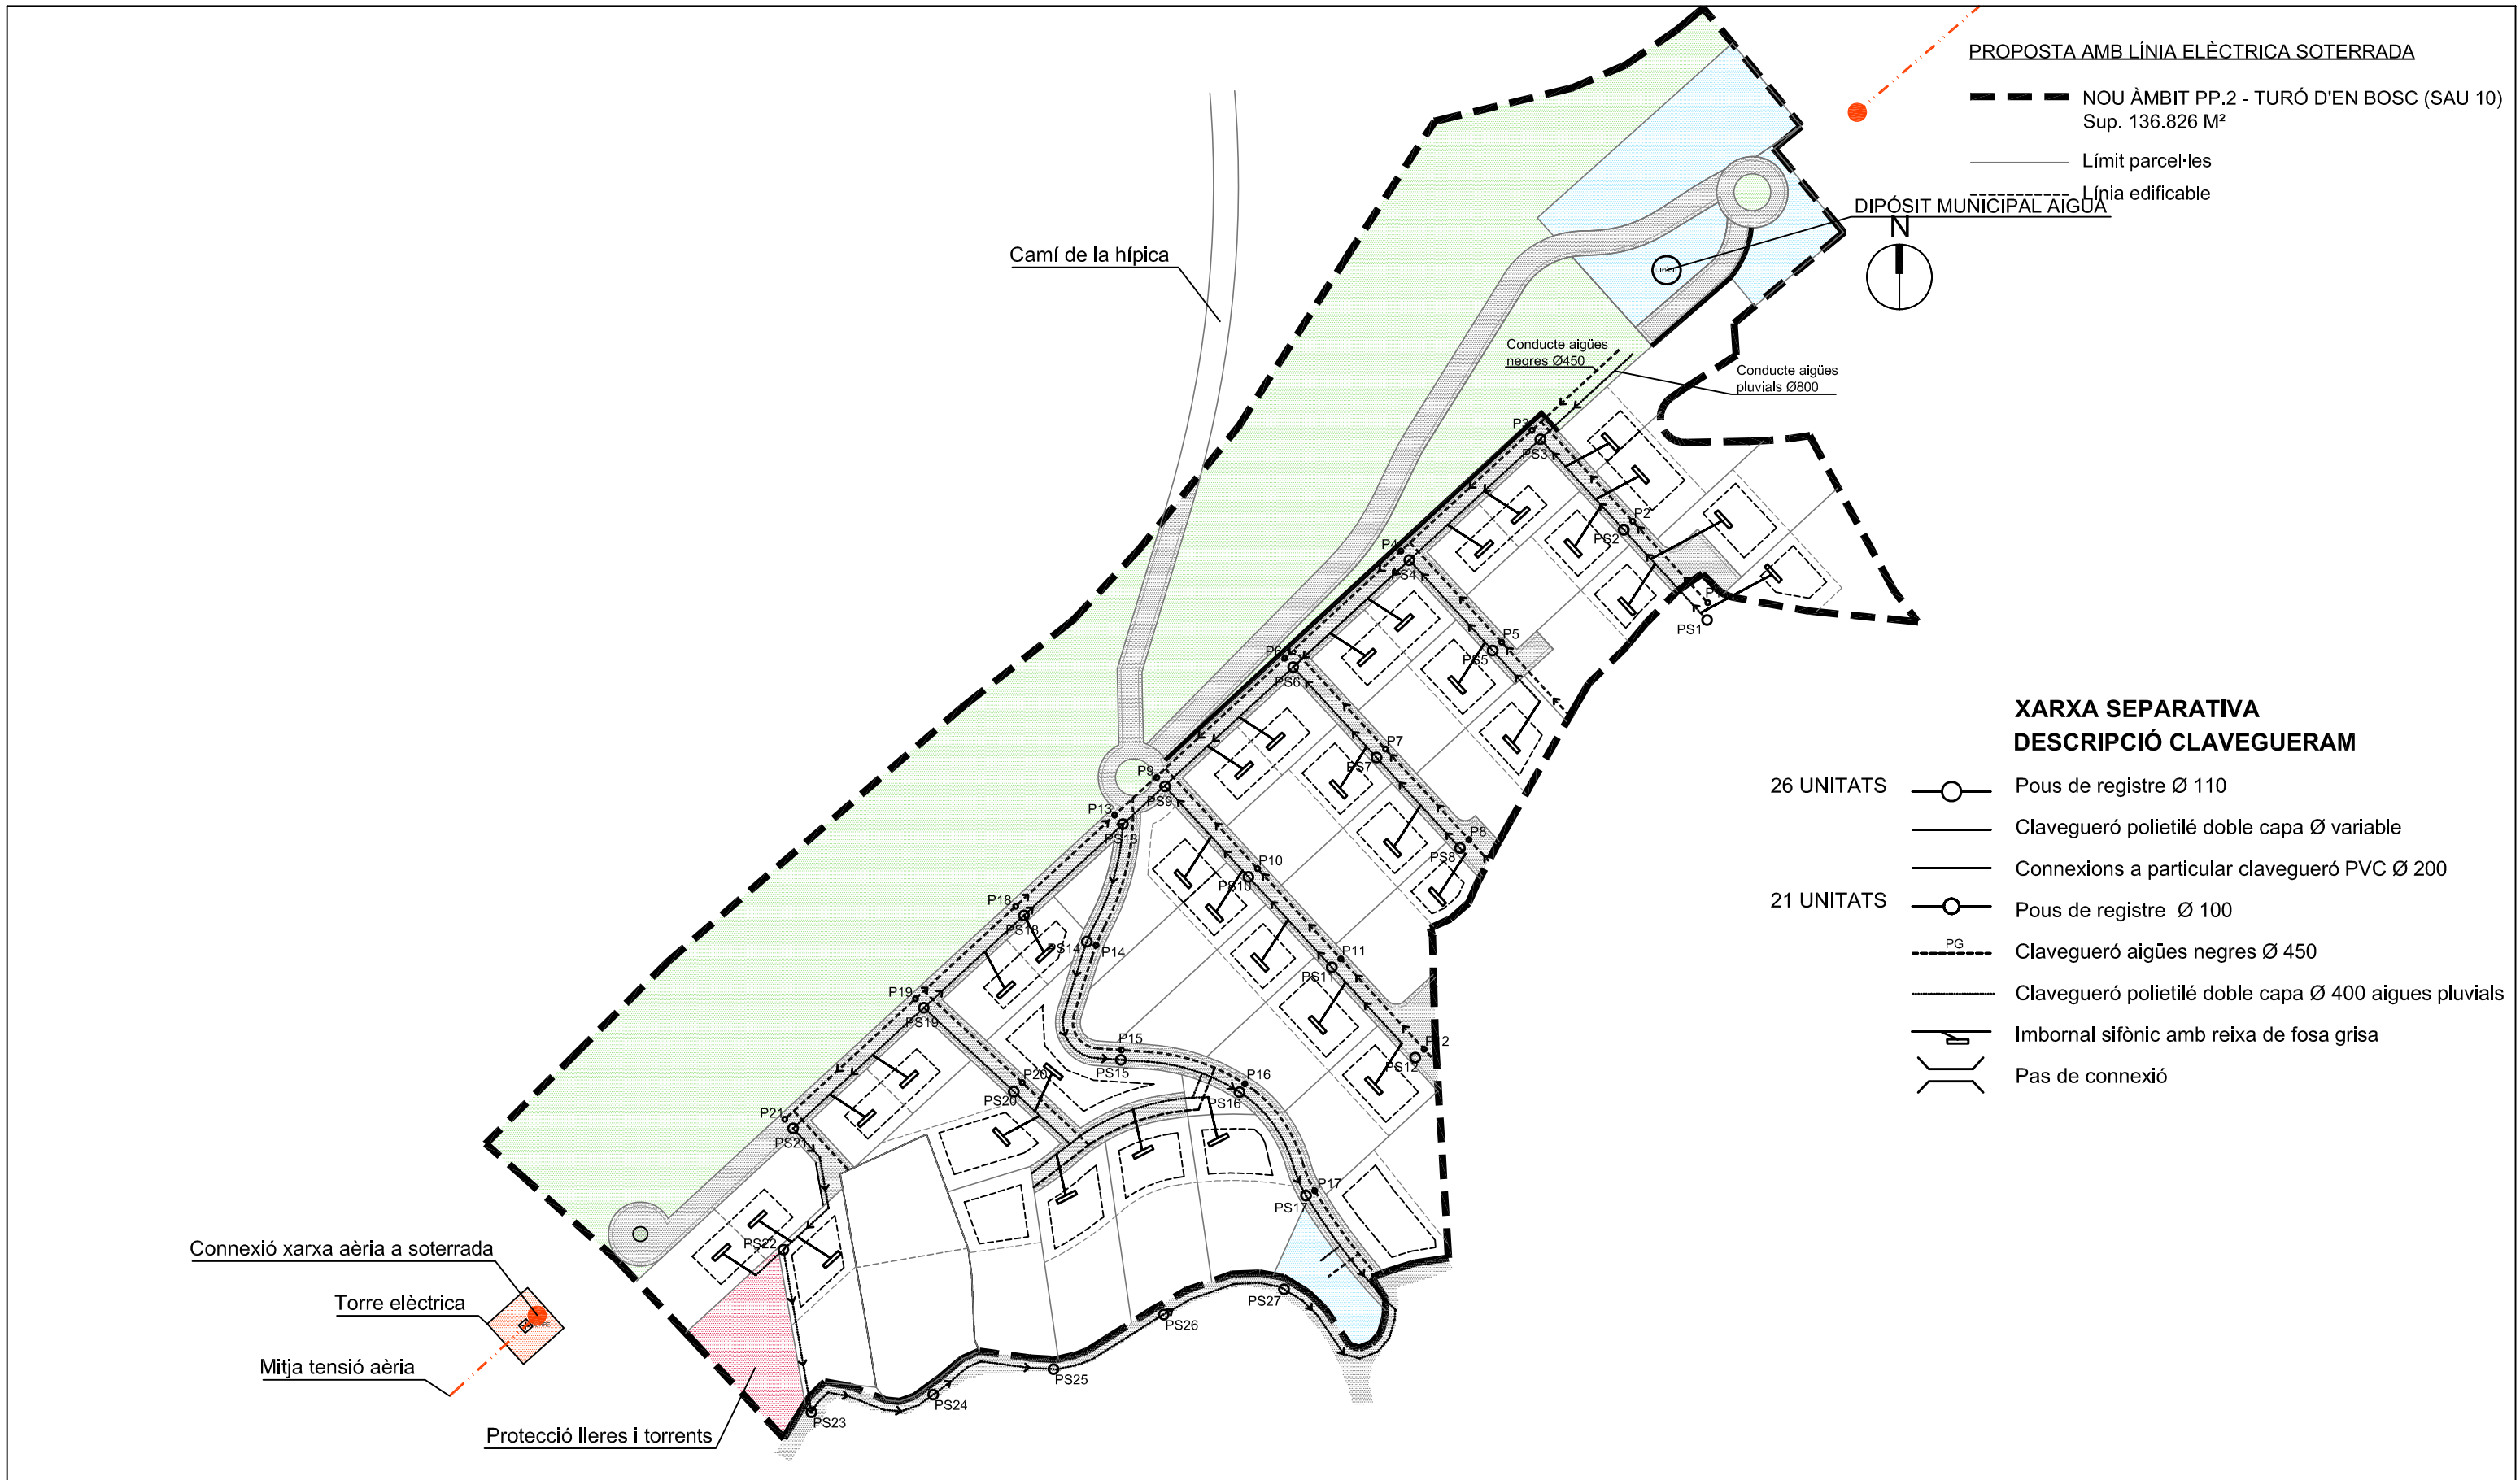 PROPOSTA AMB LÍNIA ELÈCTRICA SOTERRADA
NOU ÀMBIT PP.2 - TURÓ D'EN BOSC (SAU 10)
Sup. 136.826 M²
Límit parcel·les
Línia edificable
DIPÓSIT MUNICIPAL AIGUA
N
Camí de la hípica
DIPÒSIT
Conducte aigües
negres Ø450
Conducte aigües
pluvials Ø800
P3
PS3
P2
PS2
PS1
P4
PS4
P5
PS5
P6
PS6
P7
PS7
P8
PS8
P9
PS9
P10
PS10
P11
PS11
P12
PS12
P13
PS13
P14
PS14
P15
PS15
P16
PS16
P17
PS17
P18
PS18
P19
PS19
P20
PS20
P21
PS21
PS22
PS23
PS24
PS25
PS26
PS27
XARXA SEPARATIVA
DESCRIPCIÓ CLAVEGUERAM
26 UNITATS
Pous de registre Ø 110
Clavegueró polietilé doble capa Ø variable
Connexions a particular clavegueró PVC Ø 200
21 UNITATS
Pous de registre Ø 100
PG
Clavegueró aigües negres Ø 450
Clavegueró polietilé doble capa Ø 400 aigues pluvials
Imbornal sifònic amb reixa de fosa grisa
Pas de connexió
Connexió xarxa aèria a soterrada
Torre elèctrica
Mitja tensió aèria
Protecció lleres i torrents